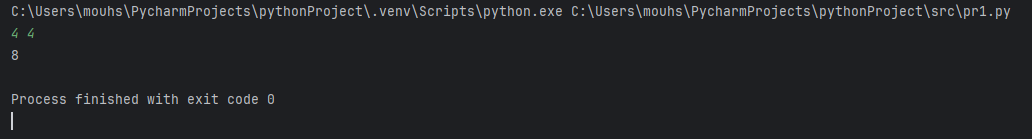 C:\Users\mouhs\PycharmProjects\pythonProject\.venv\Scripts\python.exe C:\Users\mouhs\PycharmProjects\pythonProject\src\pr1.py
4 4
8
Process finished with exit code 0